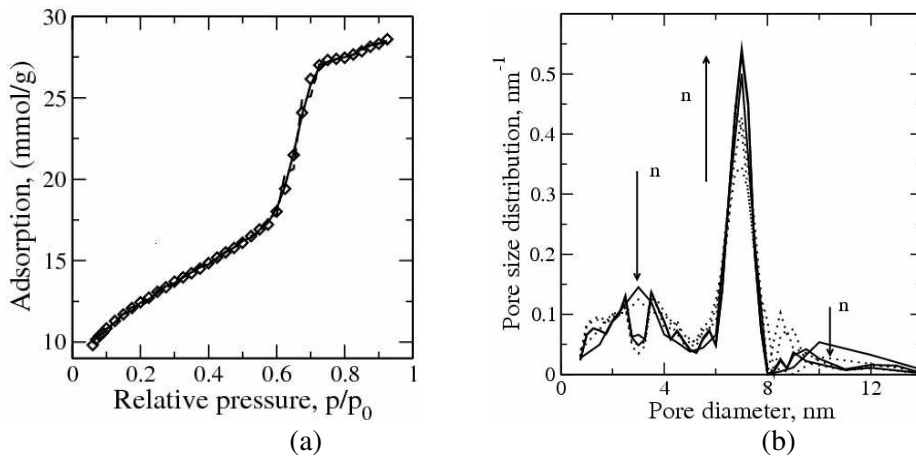 30
25
20
15
10
Adsorption, (mmol/g)
0
0.2
0.4
0.6
0.8
1
Relative pressure, p/p0
(a)
0.5
0.4
0.3
0.2
0.1
0
Pore size distribution, nm-1
n
n
n
0
4
8
12
Pore diameter, nm
(b)